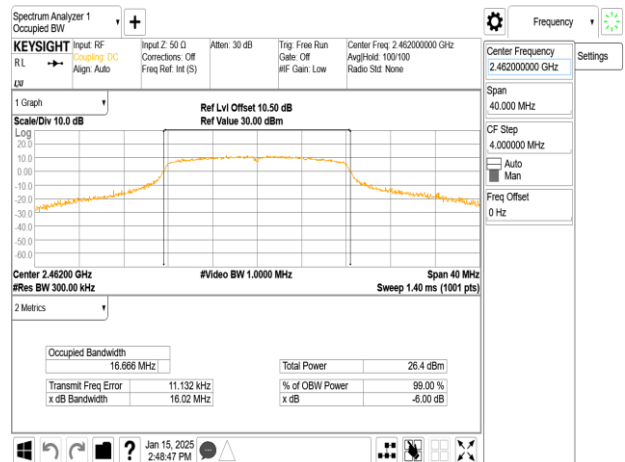 Spectrum Analyzer 1
Occupied BW
Frequency
KEYSIGHT
Input: RF
Input Z: 50 Ω
Atten: 30 dB
Trig: Free Run
Center Freq: 2.462000000 GHz
RL
Coupling: DC
Corrections: Off
Gate: Off
Avg|Hold: 100/100
Align: Auto
Freq Ref: Int (S)
#IF Gain: Low
Radio Std: None
LXI
Center Frequency
2.462000000 GHz
Settings
Span
40.000 MHz
CF Step
4.000000 MHz
Auto
Man
Freq Offset
0 Hz
1 Graph
Ref Lvl Offset 10.50 dB
Scale/Div 10.0 dB
Ref Value 30.00 dBm
Log
20.0
10.0
0.00
-10.0
-20.0
-30.0
-40.0
-50.0
-60.0
Center 2.46200 GHz
#Video BW 1.0000 MHz
Span 40 MHz
#Res BW 300.00 kHz
Sweep 1.40 ms (1001 pts)
2 Metrics
Occupied Bandwidth
16.666 MHz
Total Power
26.4 dBm
Transmit Freq Error
11.132 kHz
% of OBW Power
99.00 %
x dB Bandwidth
16.02 MHz
x dB
-6.00 dB
?
Jan 15, 2025
2:48:47 PM